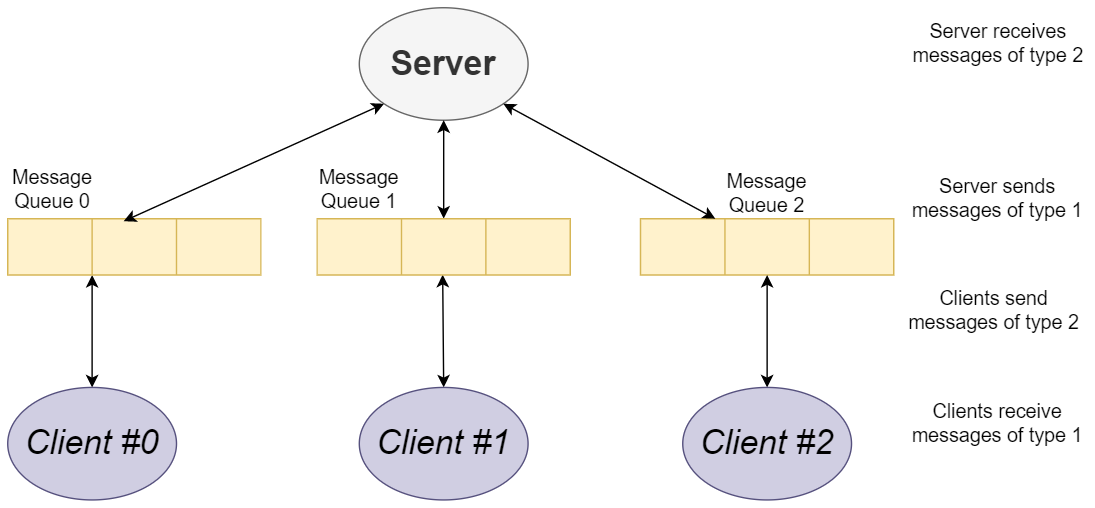 Server
Server receives
messages of type 2
Message
Queue 0
Message
Queue 1
Message
Queue 2
Server sends
messages of type 1
Clients send
messages of type 2
Client #0
Client #1
Client #2
Clients receive
messages of type 1